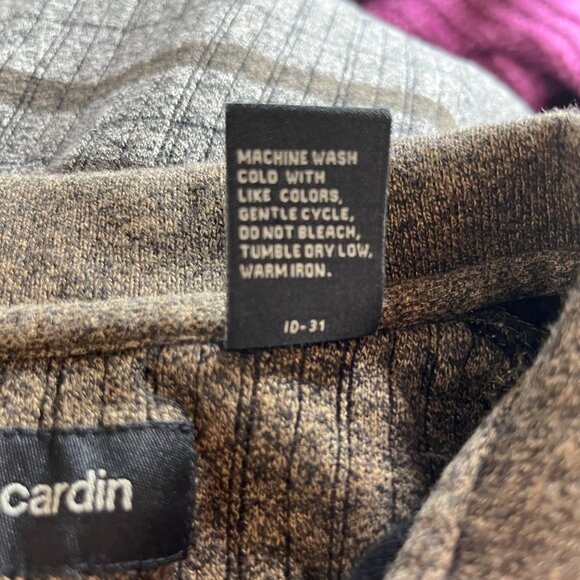 MACHINE WASH
COLD WITH
LIKE COLORS,
GENTLE CYCLE,
DO NOT BLEACH,
TUMBLE DRY LOW,
WARM IRON.
ID-31
cardin